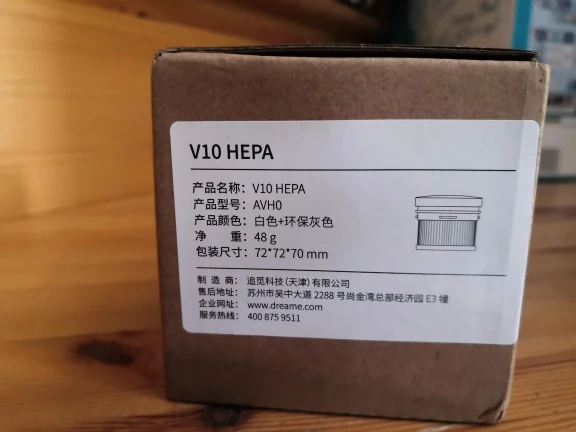 V10 HEPA
产品名称: V10 HEPA
产品型号: AVH0
产品颜色: 白色+环保灰色
净 重: 48 g
包装尺寸: 72*72*70 mm
制 造 商: 追觅科技(天津)有限公司
售后地址: 苏州市吴中大道 2288 号尚金湾总部经济园 E3 幢
企业网址: www.dreame.com
服务热线: 400 875 9511